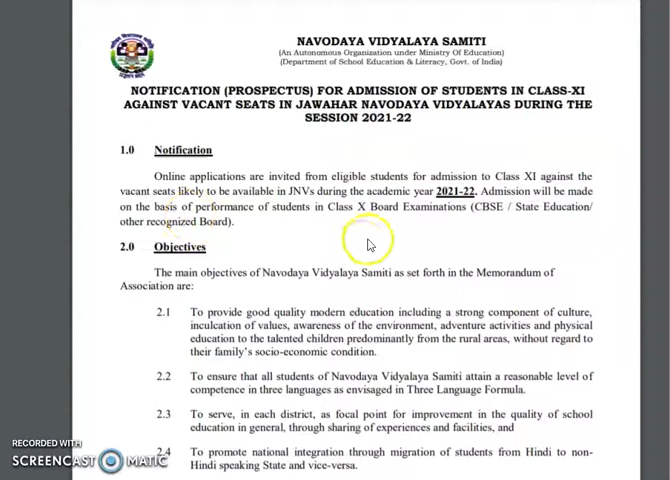 NAVODAYA VIDYALAYA SAMITI
(An Autonomous Organization under Ministry Of Education)
(Department of School Education & Literacy, Govt. of India)
NOTIFICATION (PROSPECTUS) FOR ADMISSION OF STUDENTS IN CLASS-XI
AGAINST VACANT SEATS IN JAWAHAR NAVODAYA VIDYALAYAS DURING THE
SESSION 2021-22
1.0 Notification
Online applications are invited from eligible students for admission to Class XI against the
vacant seats likely to be available in JNVs during the academic year 2021-22. Admission will be made
on the basis of performance of students in Class X Board Examinations (CBSE / State Education/
other recognized Board).
2.0 Objectives
The main objectives of Navodaya Vidyalaya Samiti as set forth in the Memorandum of
Association are:
2.1 To provide good quality modern education including a strong component of culture,
inculcation of values, awareness of the environment, adventure activities and physical
education to the talented children predominantly from the rural areas, without regard to
their family's socio-economic condition.
2.2 To ensure that all students of Navodaya Vidyalaya Samiti attain a reasonable level of
competence in three languages as envisaged in Three Language Formula.
2.3 To serve, in each district, as focal point for improvement in the quality of school
education in general, through sharing of experiences and facilities, and
2.4 To promote national integration through migration of students from Hindi to non-
Hindi speaking State and vice-versa.
RECORDED WITH
SCREENCAST MATIC